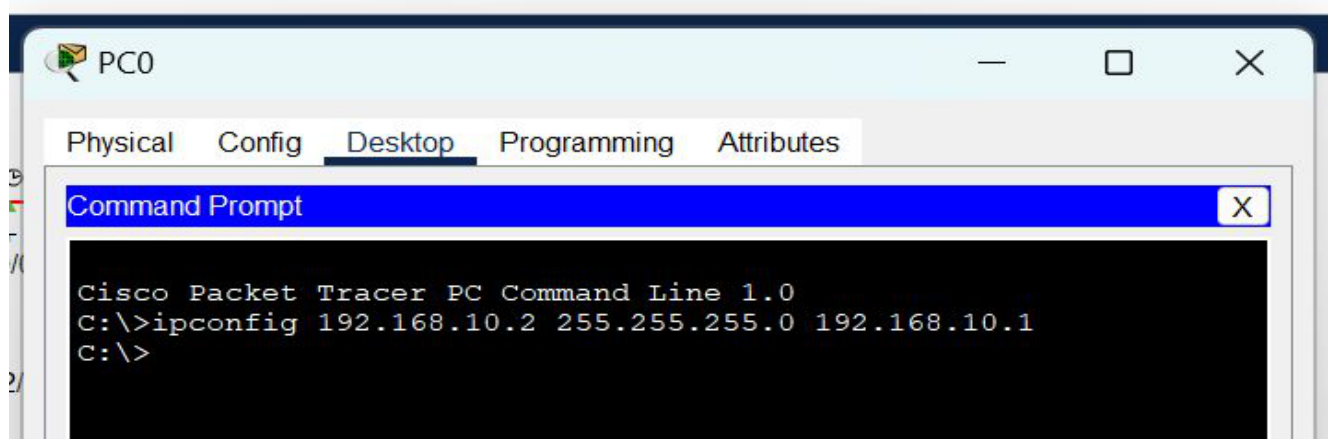 PC0
Physical Config Desktop Programming Attributes
Command Prompt
X
Cisco Packet Tracer PC Command Line 1.0
C:\>ipconfig 192.168.10.2 255.255.255.0 192.168.10.1
C:\>